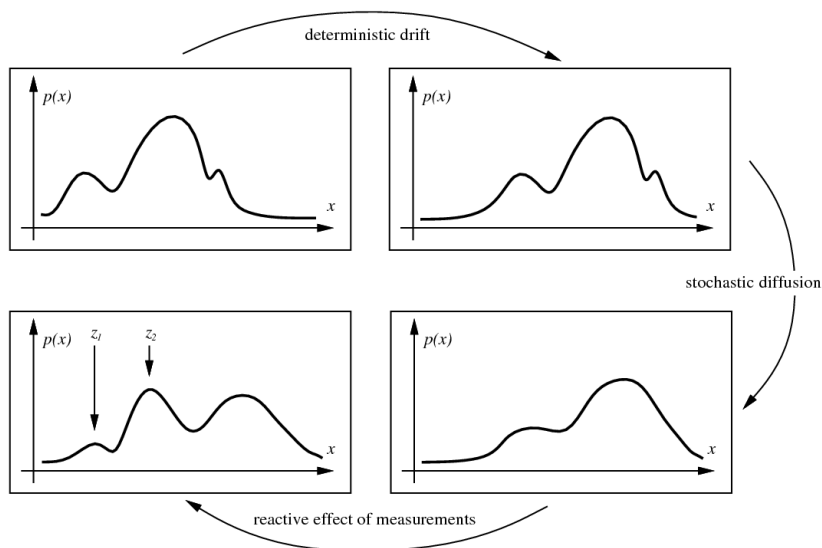 deterministic drift
p(x)
x
p(x)
x
stochastic diffusion
p(x)
z1
z2
x
p(x)
x
reactive effect of measurements